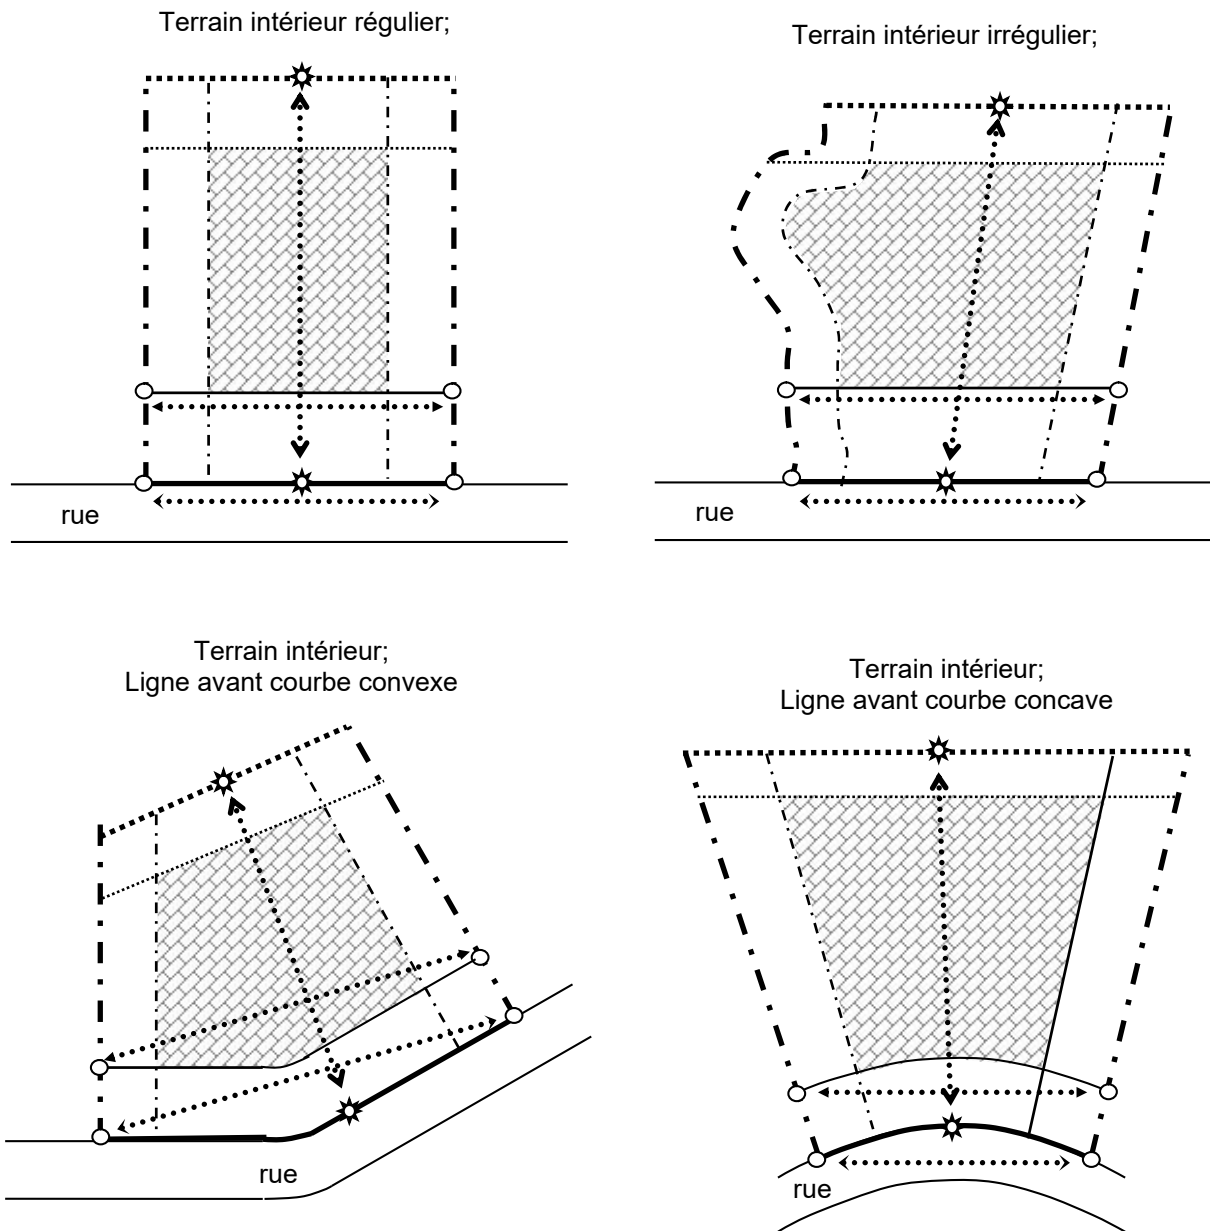 Terrain intérieur régulier;
Terrain intérieur irrégulier;
rue
rue
Terrain intérieur;
Ligne avant courbe convexe
Terrain intérieur;
Ligne avant courbe concave
rue
rue